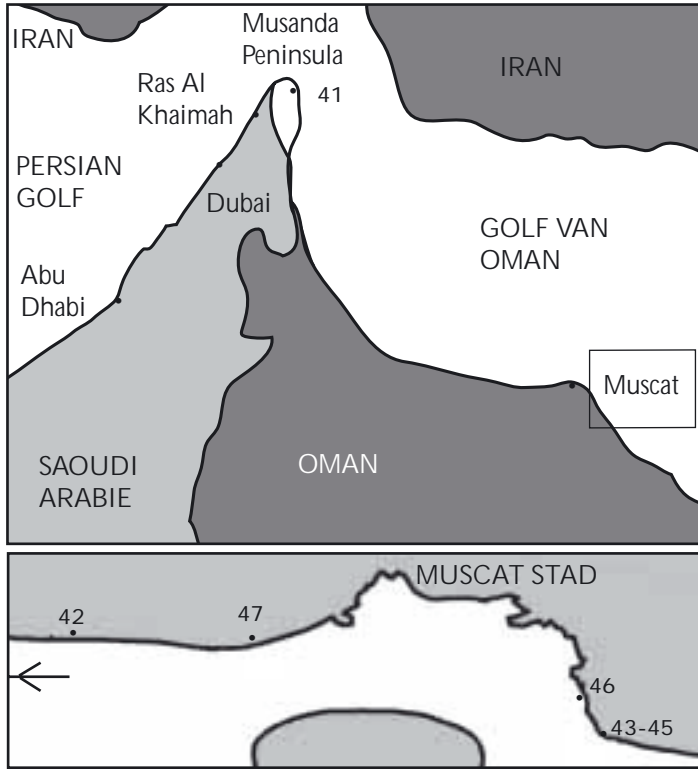 IRAN
Musanda
Peninsula
IRAN
Ras Al
Khaimah
41
PERSIAN
GOLF
Dubai
GOLF VAN
OMAN
Abu
Dhabi
Muscat
SAOUDI
ARABIE
OMAN
MUSCAT STAD
42
47
46
43-45